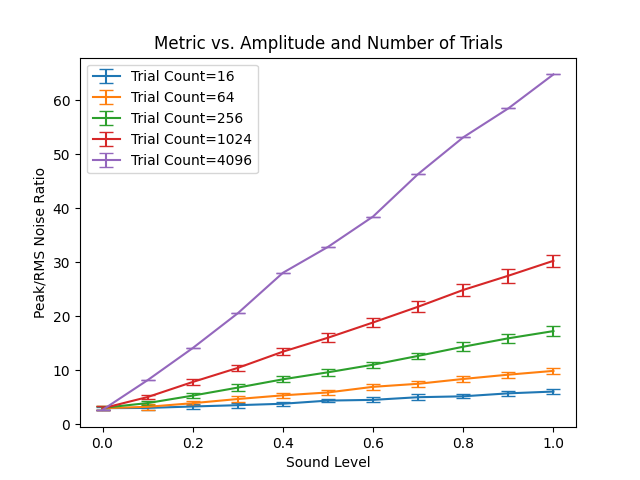 Metric vs. Amplitude and Number of Trials
Trial Count=16
Trial Count=64
Trial Count=256
Trial Count=1024
Trial Count=4096
Peak/RMS Noise Ratio
60
50
40
30
20
10
0
0.0 0.2 0.4 0.6 0.8 1.0
Sound Level